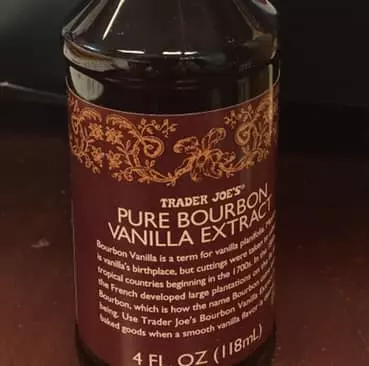 TRADER JOE'S®
PURE BOURBON
VANILLA EXTRACT
Bourbon Vanilla is a term for vanilla planifolia.
is vanilla's birthplace, but cuttings were taken
tropical countries beginning in the 1700s. In the
the French developed large plantations on the
Bourbon, which is how the name Bourbon
being. Use Trader Joe's Bourbon Vanilla
baked goods when a smooth vanilla flavor
4 FL OZ (118mL)